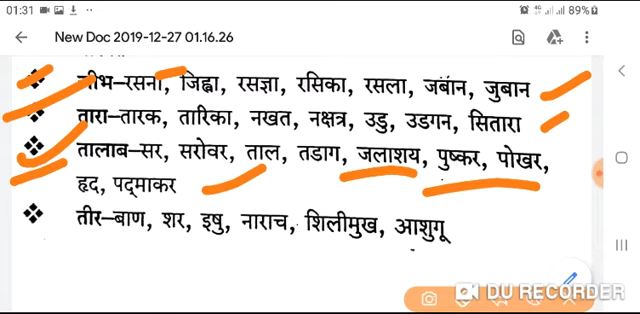 01:31
4G
89%
New Doc 2019-12-27 01.16.26
❖ जीभ–रसना, जिह्वा, रसज्ञा, रसिका, रसला, जबान, जुबान
❖ तारा–तारक, तारिका, नखत, नक्षत्र, उडु, उडगन, सितारा
❖ तालाब–सर, सरोवर, ताल, तडाग, जलाशय, पुष्कर, पोखर,
हृद, पद्माकर
❖ तीर–बाण, शर, इषु, नाराच, शिलीमुख, आशुगू
DU RECORDER